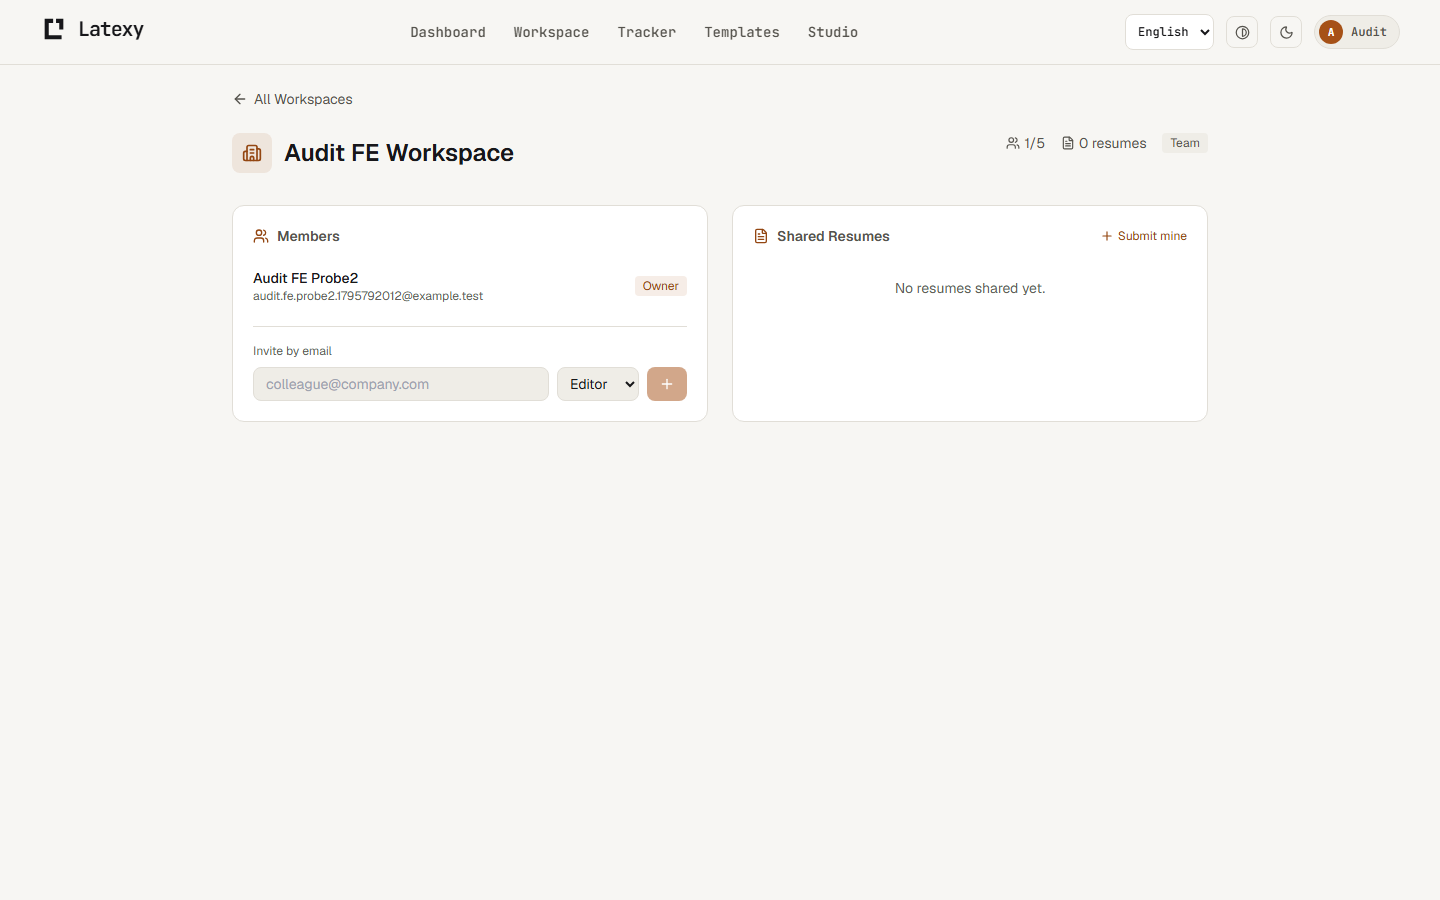 Latexy
Dashboard Workspace Tracker Templates Studio
English
A Audit
All Workspaces
Audit FE Workspace
1/5 0 resumes Team
Members
Audit FE Probe2
audit.fe.probe2.1795792012@example.test
Owner
Invite by email
colleague@company.com Editor +
Shared Resumes
+ Submit mine
No resumes shared yet.